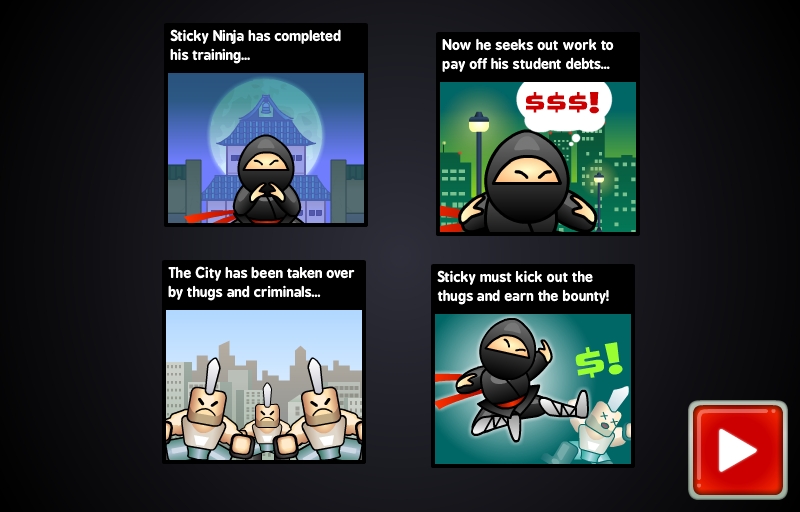 Sticky Ninja has completed
his training...
Now he seeks out work to
pay off his student debts...
$$$!
The City has been taken over
by thugs and criminals...
Sticky must kick out the
thugs and earn the bounty!
$!